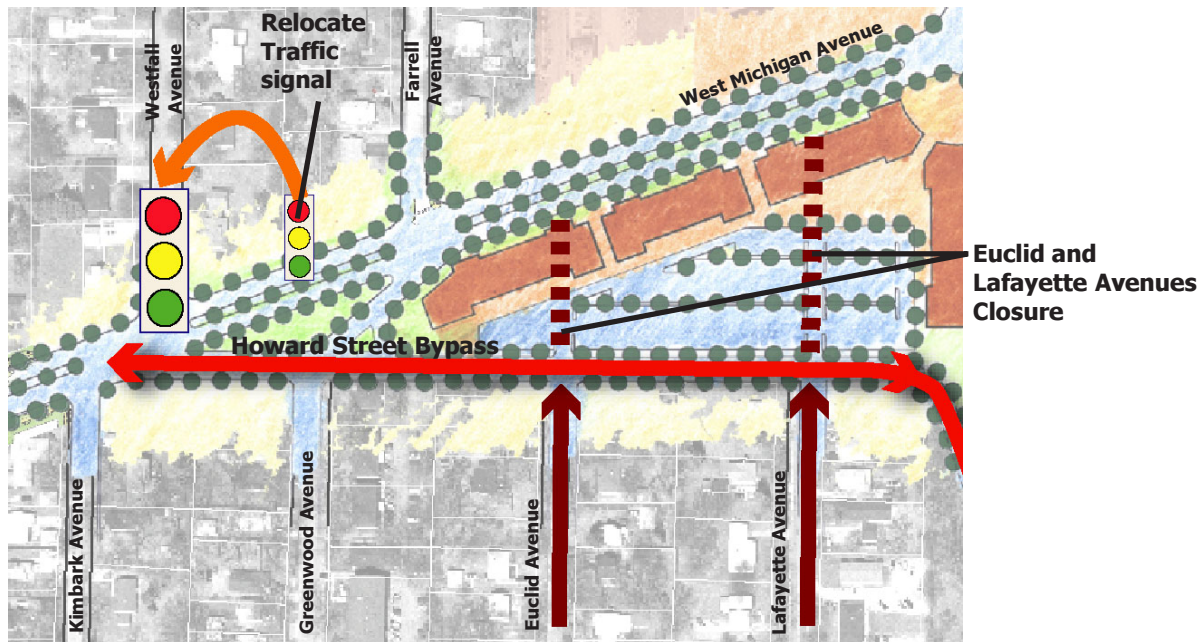 Relocate
Traffic
signal
Westfall
Avenue
Farrell
Avenue
West Michigan Avenue
Euclid and
Lafayette Avenues
Closure
Howard Street Bypass
Kimbark Avenue
Greenwood Avenue
Euclid Avenue
Lafayette Avenue